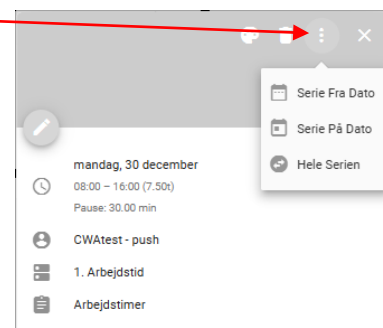 Serie Fra Dato
Serie På Dato
Hele Serien
mandag, 30 december
08:00 – 16:00 (7.50t)
Pause: 30.00 min
CWAtest - push
1. Arbejdstid
Arbejdstimer